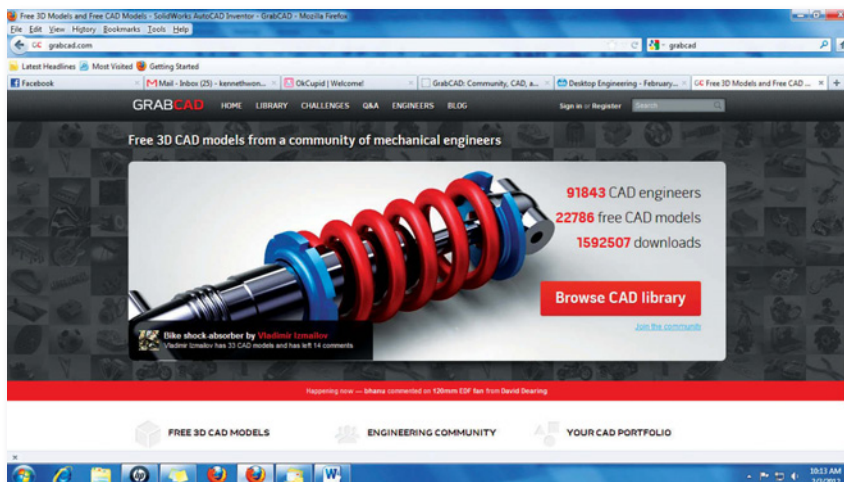 Free 3D Models and Free CAD Models - SolidWorks AutoCAD Inventor - GrabCAD - Mozilla Firefox
File Edit View History Bookmarks Tools Help
grabcad.com
grabcad
Latest Headlines Most Visited Getting Started
Facebook
Mail - Inbox (25) - kennethwon...
OkCupid | Welcome!
GrabCAD: Community, CAD, a...
Desktop Engineering - February...
GC Free 3D Models and Free CAD ...
GRABCAD HOME LIBRARY CHALLENGES Q&A ENGINEERS BLOG Sign in or Register Search
Free 3D CAD models from a community of mechanical engineers
91843 CAD engineers
22786 free CAD models
1592507 downloads
Browse CAD library
Join the community
Bike shock-absorber by Vladimir Izmailov
Vladimir Izmailov has 33 CAD models and has left 14 comments
Happening now — bhama commented on 120mm EDF fan from David Dearing
FREE 3D CAD MODELS ENGINEERING COMMUNITY YOUR CAD PORTFOLIO
hp
W
10:13 AM